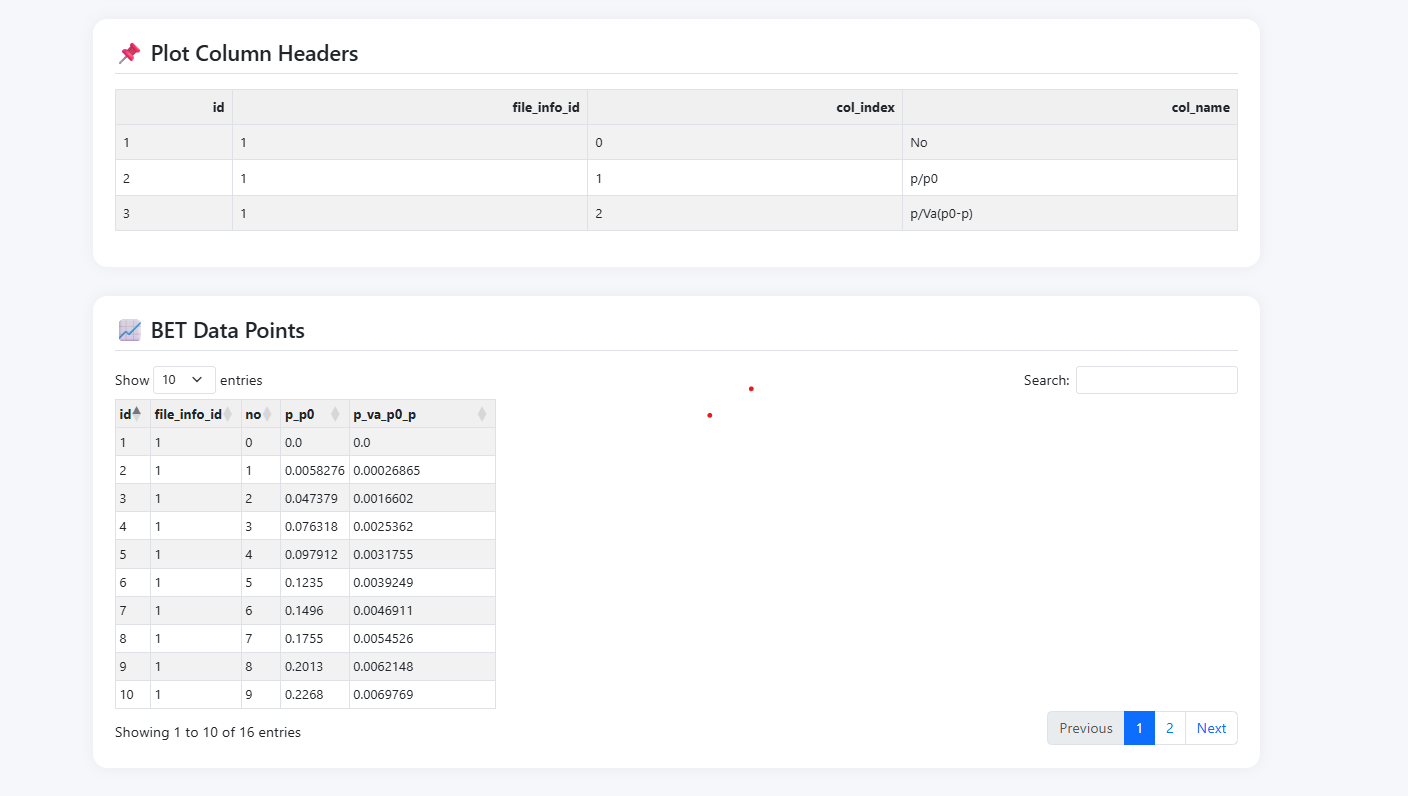 Plot Column Headers
id file_info_id col_index col_name
1 1 0 No
2 1 1 p/p0
3 1 2 p/Va(p0-p)
BET Data Points
Show 10 entries Search:
id file_info_id no p_p0 p_va_p0_p
1 1 0 0.0 0.0
2 1 1 0.0058276 0.00026865
3 1 2 0.047379 0.0016602
4 1 3 0.076318 0.0025362
5 1 4 0.097912 0.0031755
6 1 5 0.1235 0.0039249
7 1 6 0.1496 0.0046911
8 1 7 0.1755 0.0054526
9 1 8 0.2013 0.0062148
10 1 9 0.2268 0.0069769
Showing 1 to 10 of 16 entries Previous 1 2 Next